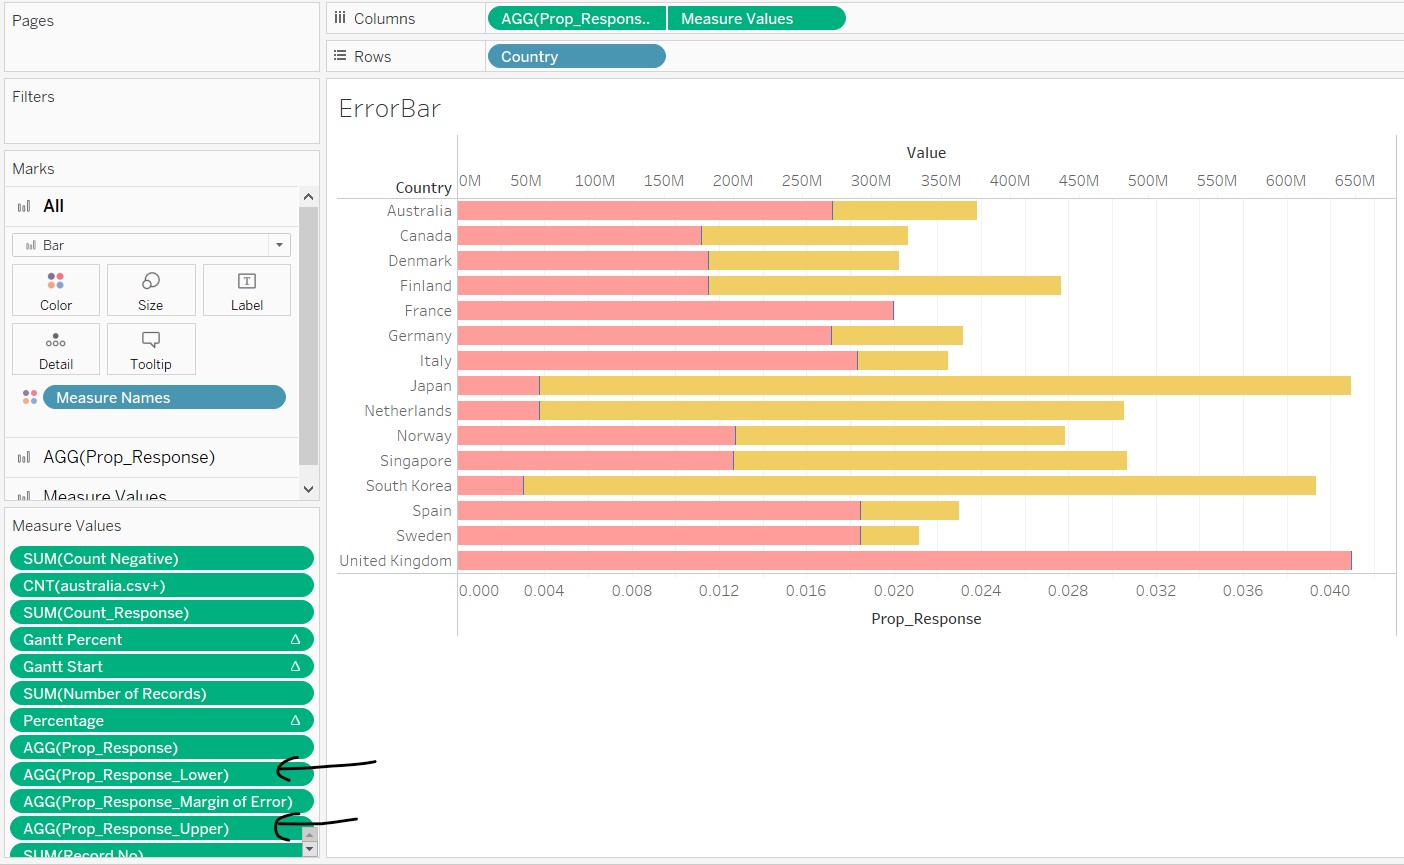 Pages
Columns
AGG(Prop_Respons.. Measure Values
Rows
Country
Filters
ErrorBar
Marks
All
Bar
Color
Size
Label
Detail
Tooltip
Measure Names
AGG(Prop_Response)
Measure Values
Measure Values
SUM(Count Negative)
CNT(australia.csv+)
SUM(Count_Response)
Gantt Percent Δ
Gantt Start Δ
SUM(Number of Records)
Percentage Δ
AGG(Prop_Response)
AGG(Prop_Response_Lower)
AGG(Prop_Response_Margin of Error)
AGG(Prop_Response_Upper)
SUM(Record No)
Value
Country
0M 50M 100M 150M 200M 250M 300M 350M 400M 450M 500M 550M 600M 650M
Australia
Canada
Denmark
Finland
France
Germany
Italy
Japan
Netherlands
Norway
Singapore
South Korea
Spain
Sweden
United Kingdom
0.000 0.004 0.008 0.012 0.016 0.020 0.024 0.028 0.032 0.036 0.040
Prop_Response